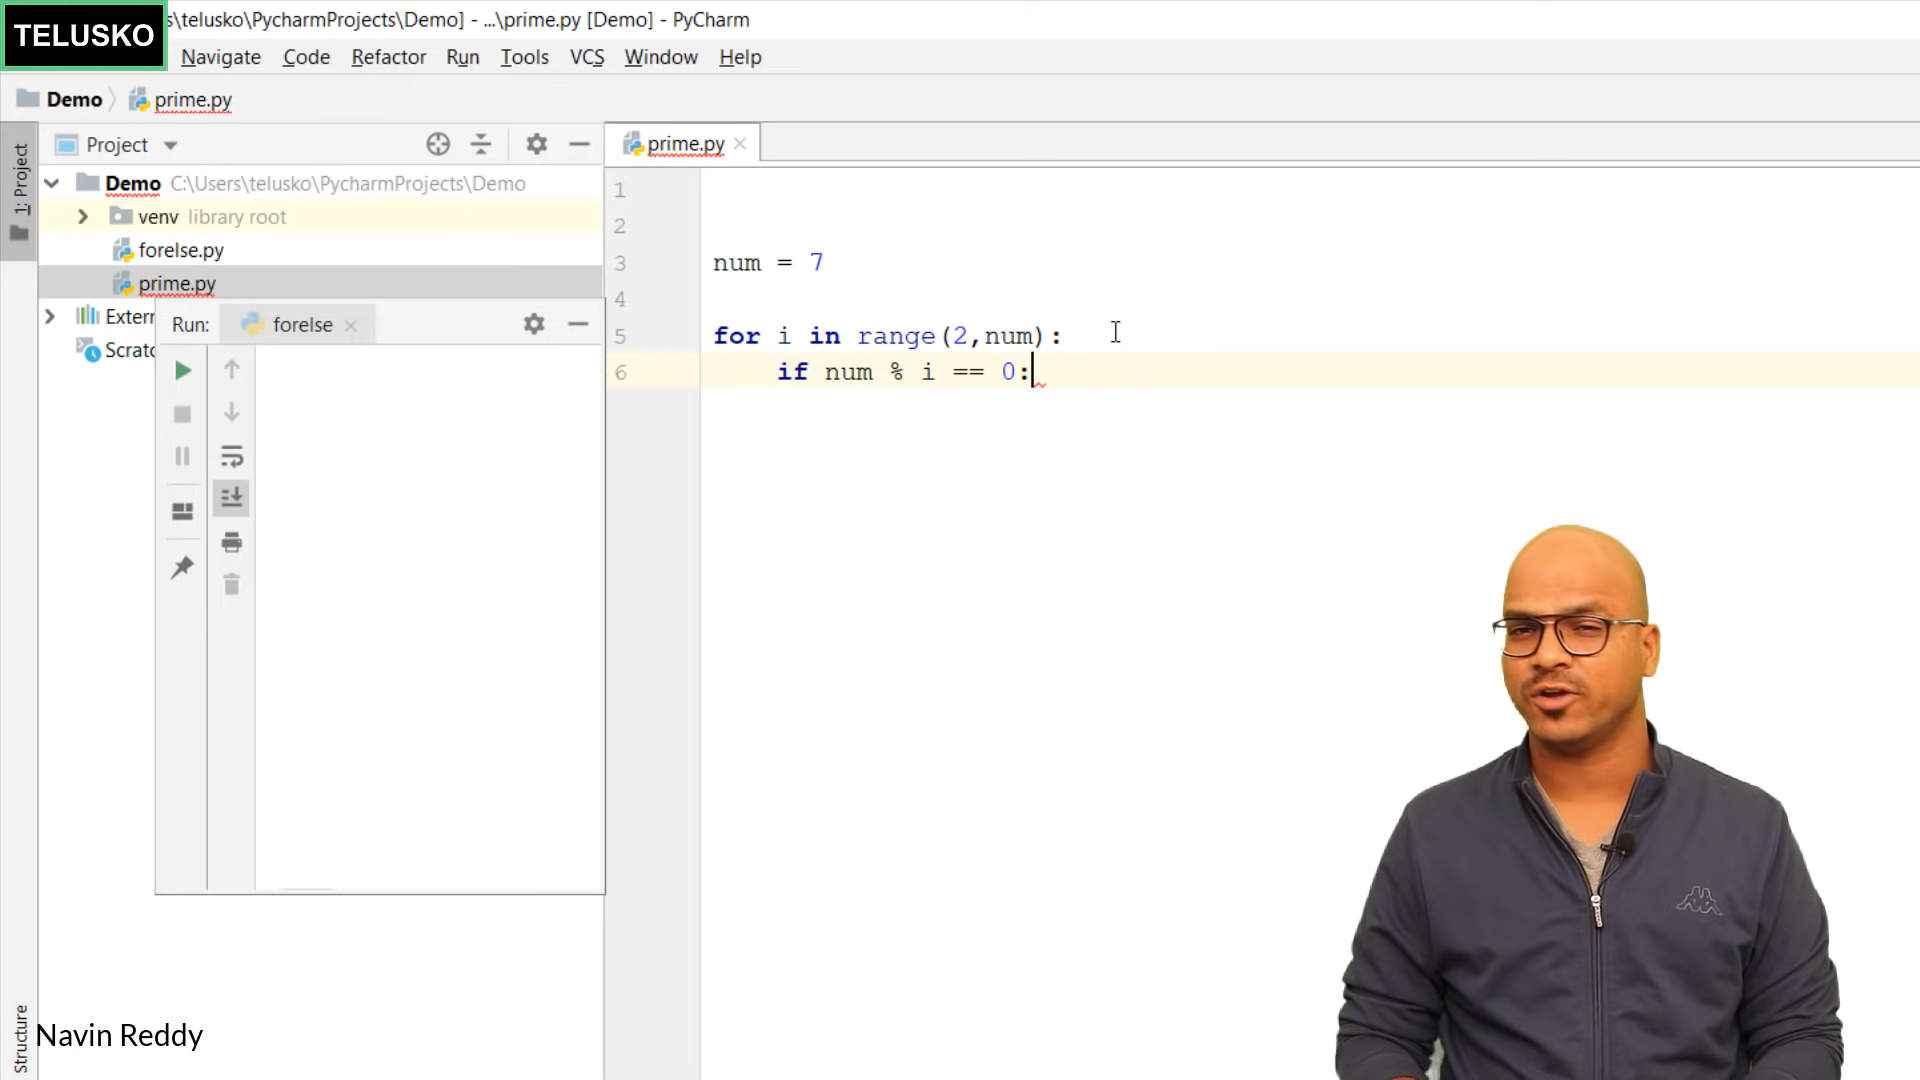 TELUSKO
s\telusko\PycharmProjects\Demo] - ...\prime.py [Demo] - PyCharm
Navigate Code Refactor Run Tools VCS Window Help
Demo prime.py
1: Project
Project
prime.py
Demo C:\Users\telusko\PycharmProjects\Demo
venv library root
forelse.py
prime.py
Extern
Scratc
Run: forelse
1
2
3 num = 7
4
5 for i in range(2,num):
6 if num % i == 0:
Structure
Navin Reddy